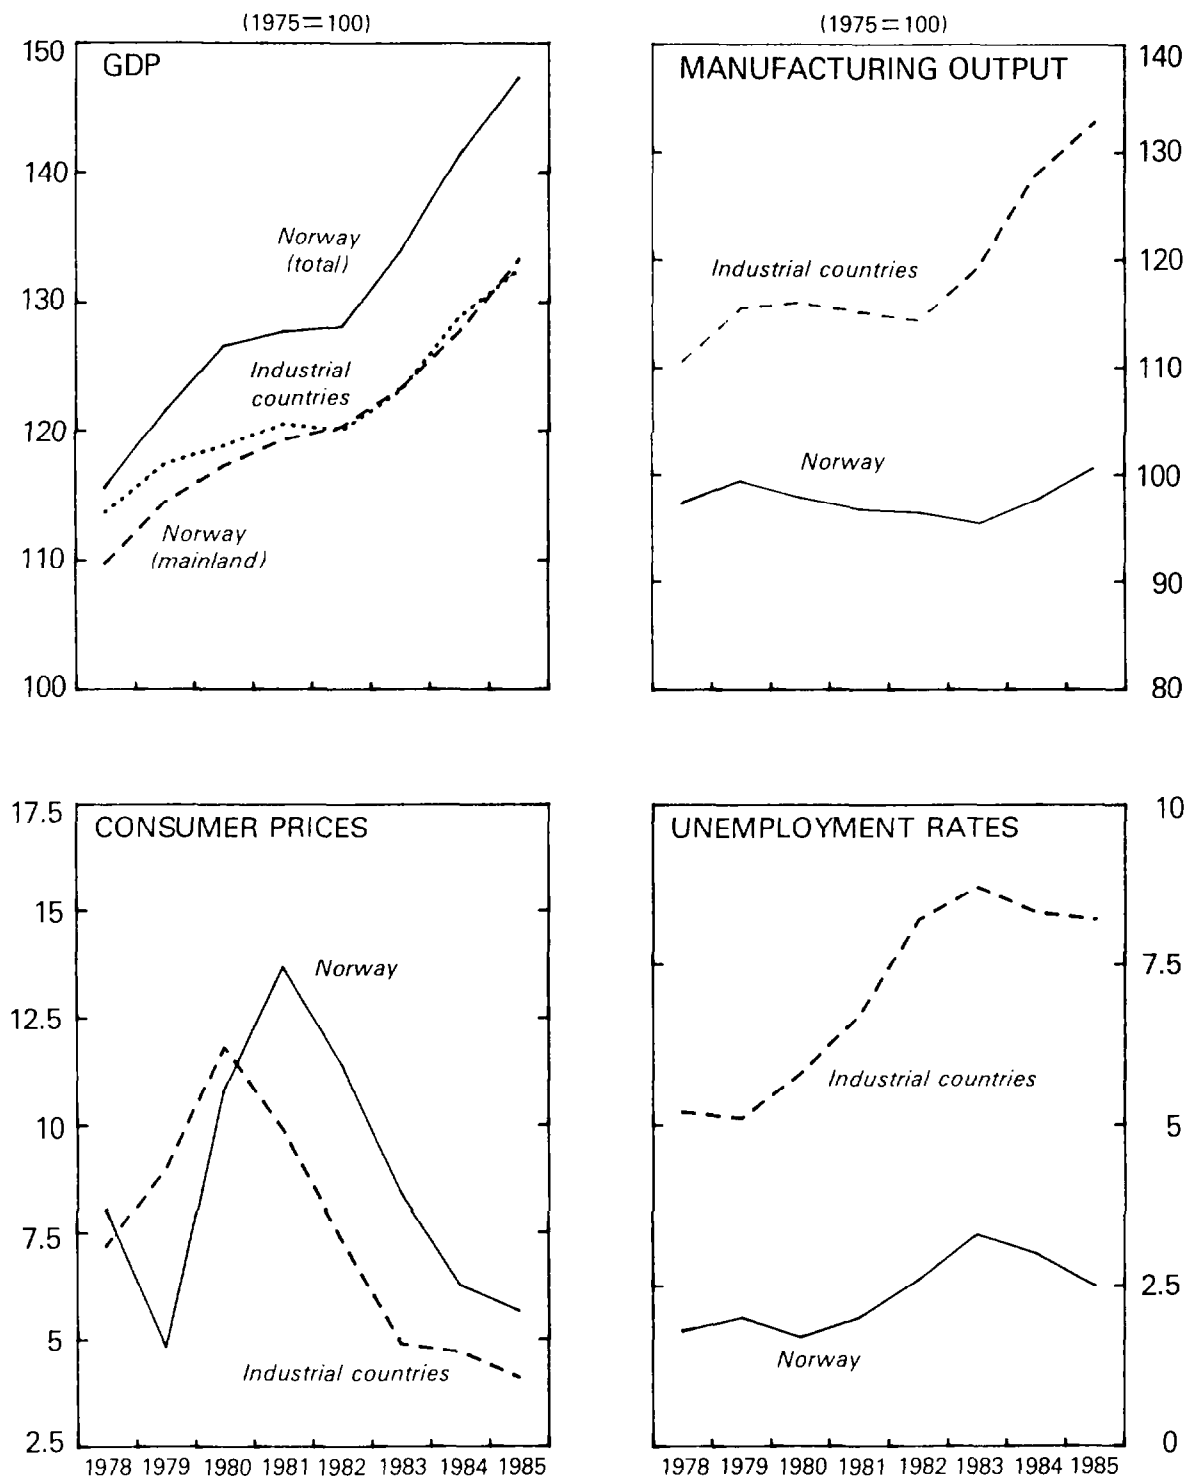 (1975=100)
GDP
150
140
130
120
110
100
Norway
(total)
Industrial
countries
Norway
(mainland)
(1975=100)
MANUFACTURING OUTPUT
140
130
120
110
100
90
80
Industrial countries
Norway
CONSUMER PRICES
17.5
15
12.5
10
7.5
5
2.5
Norway
Industrial countries
1978 1979 1980 1981 1982 1983 1984 1985
UNEMPLOYMENT RATES
10
7.5
5
2.5
0
Industrial countries
Norway
1978 1979 1980 1981 1982 1983 1984 1985